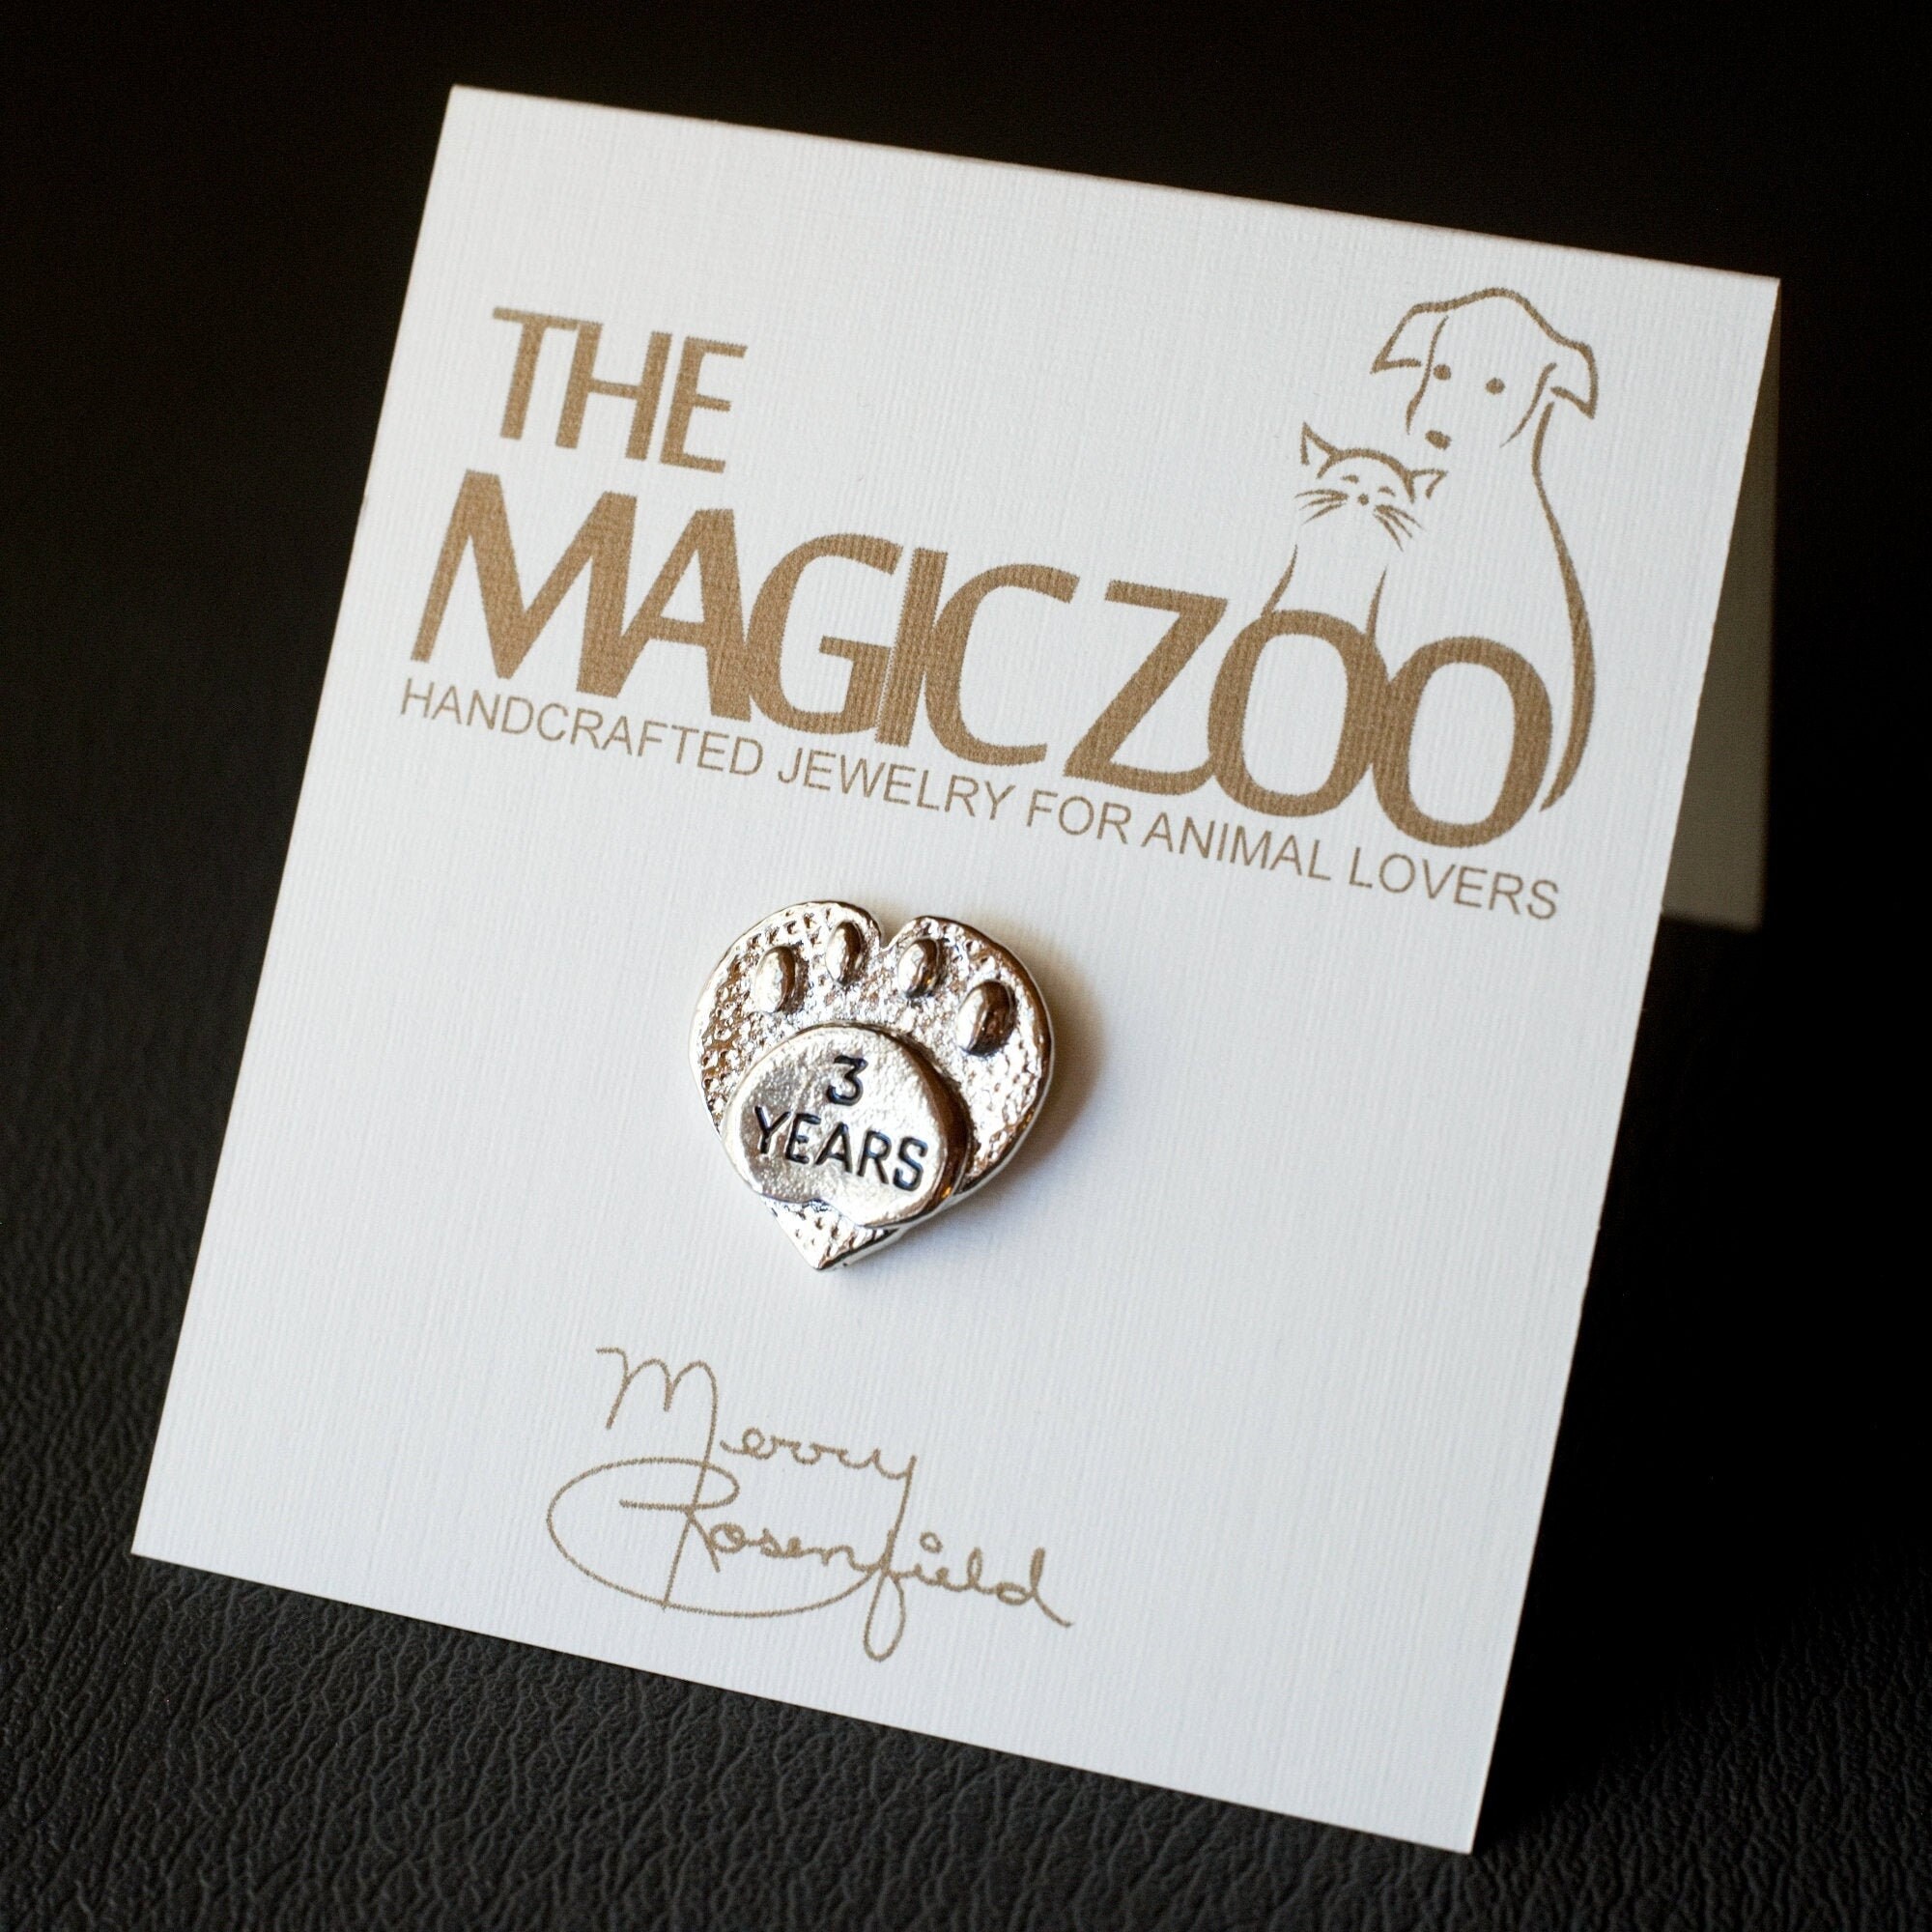 THE
MAGIC ZOO
HANDCRAFTED JEWELRY FOR ANIMAL LOVERS
3
YEARS
Merry
Rosenfield